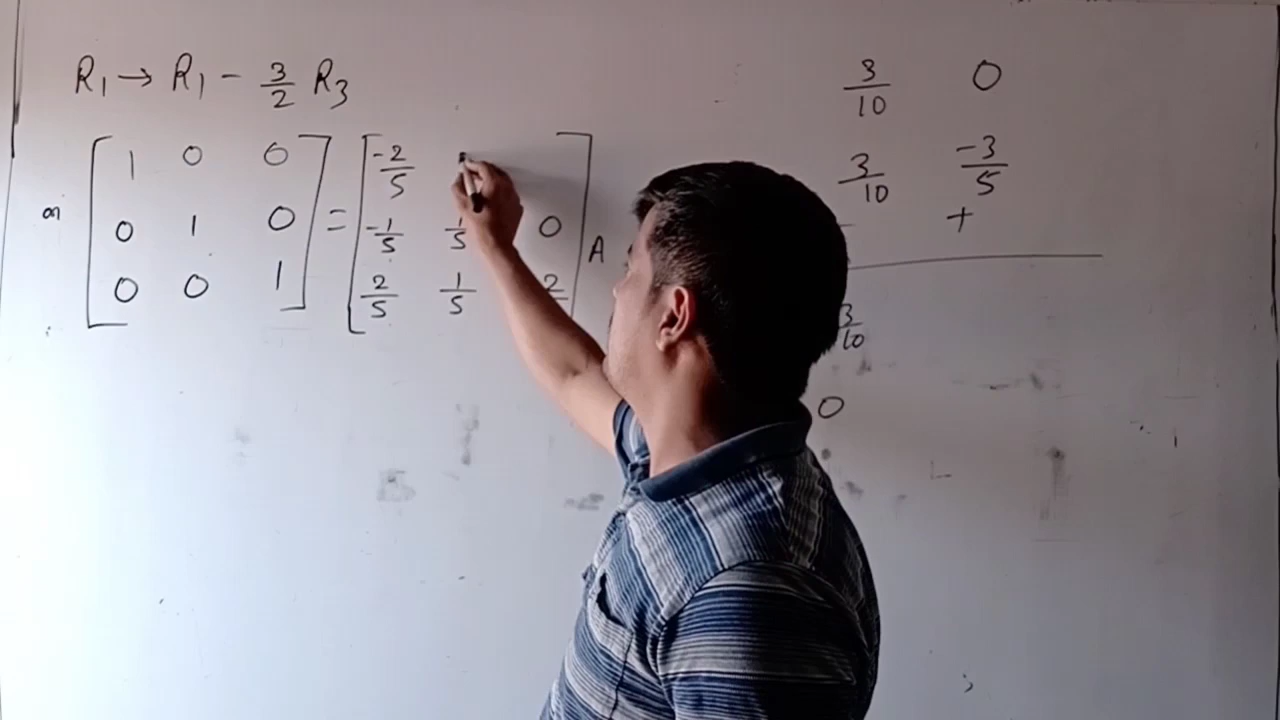 R₁ → R₁ - 3/2 R₃
or [1 0 0; 0 1 0; 0 0 1] = [-2/5; -1/5 1/5 0; 2/5 1/5 2] A
3/10 0
3/10 -3/5
- +
3/10
0